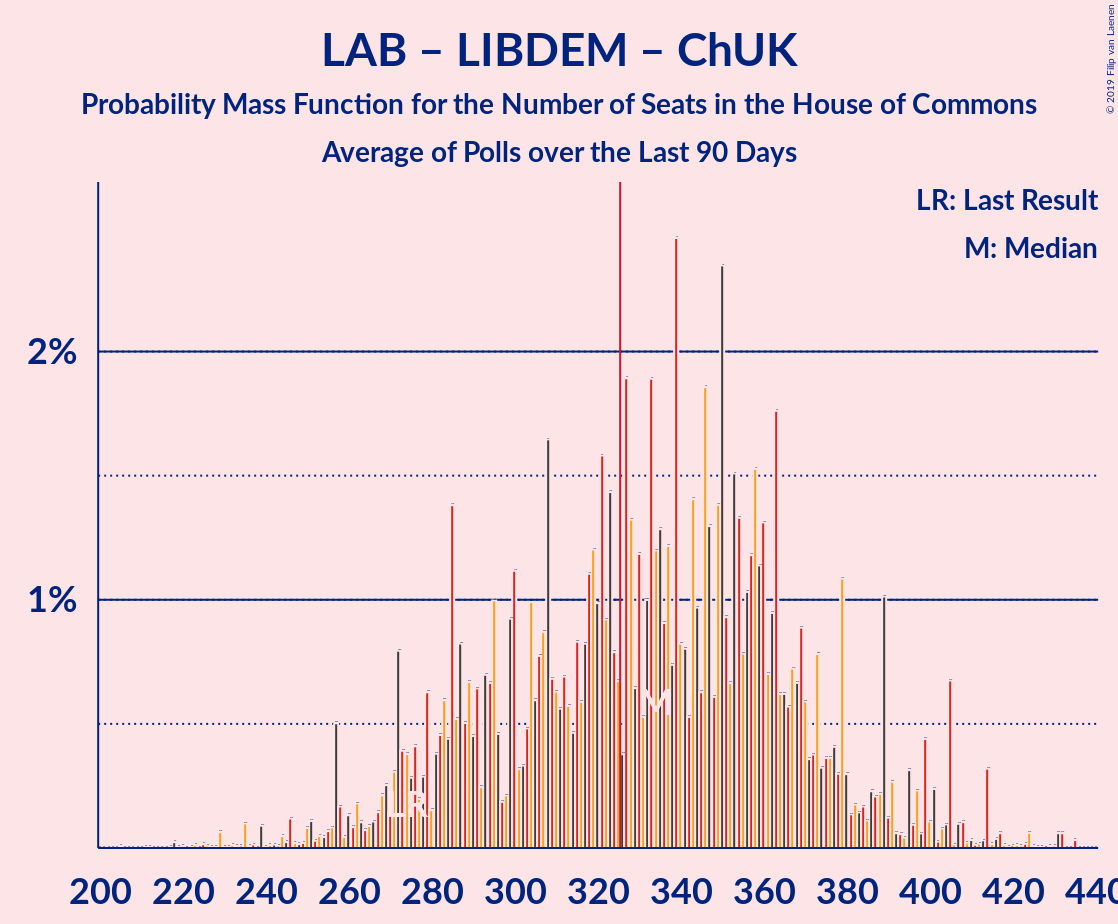 LAB – LIBDEM – ChUK
Probability Mass Function for the Number of Seats in the House of Commons
Average of Polls over the Last 90 Days
© 2019 Filip van Laenen
LR: Last Result
M: Median
2%
1%
M
LR
200 220 240 260 280 300 320 340 360 380 400 420 440